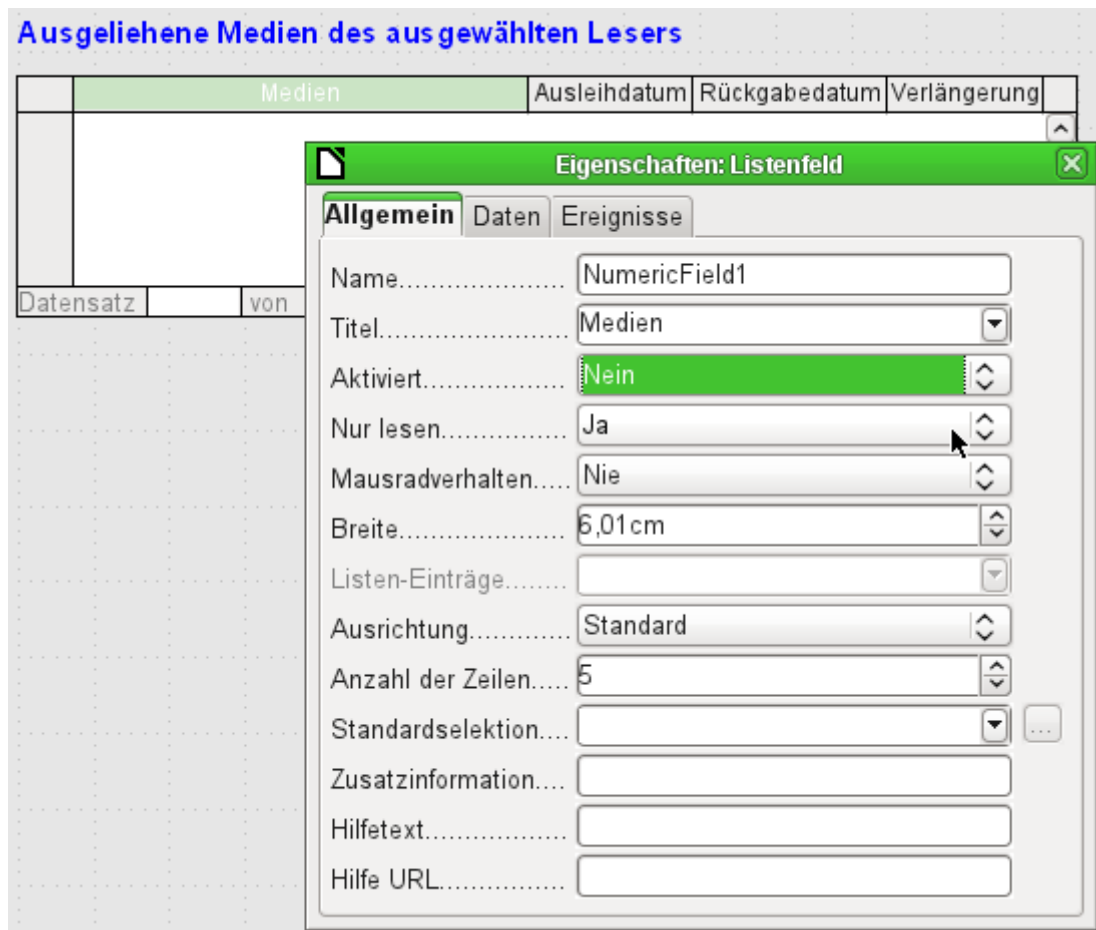 Ausgeliehene Medien des ausgewählten Lesers
Medien Ausleihdatum Rückgabedatum Verlängerung
Datensatz von
Eigenschaften: Listenfeld
Allgemein Daten Ereignisse
Name..................... NumericField1
Titel........................ Medien
Aktiviert.................. Nein
Nur lesen................ Ja
Mausradverhalten..... Nie
Breite..................... 6,01cm
Listen-Einträge........
Ausrichtung............. Standard
Anzahl der Zeilen..... 5
Standardselektion.... ...
Zusatzinformation....
Hilfetext..................
Hilfe URL................